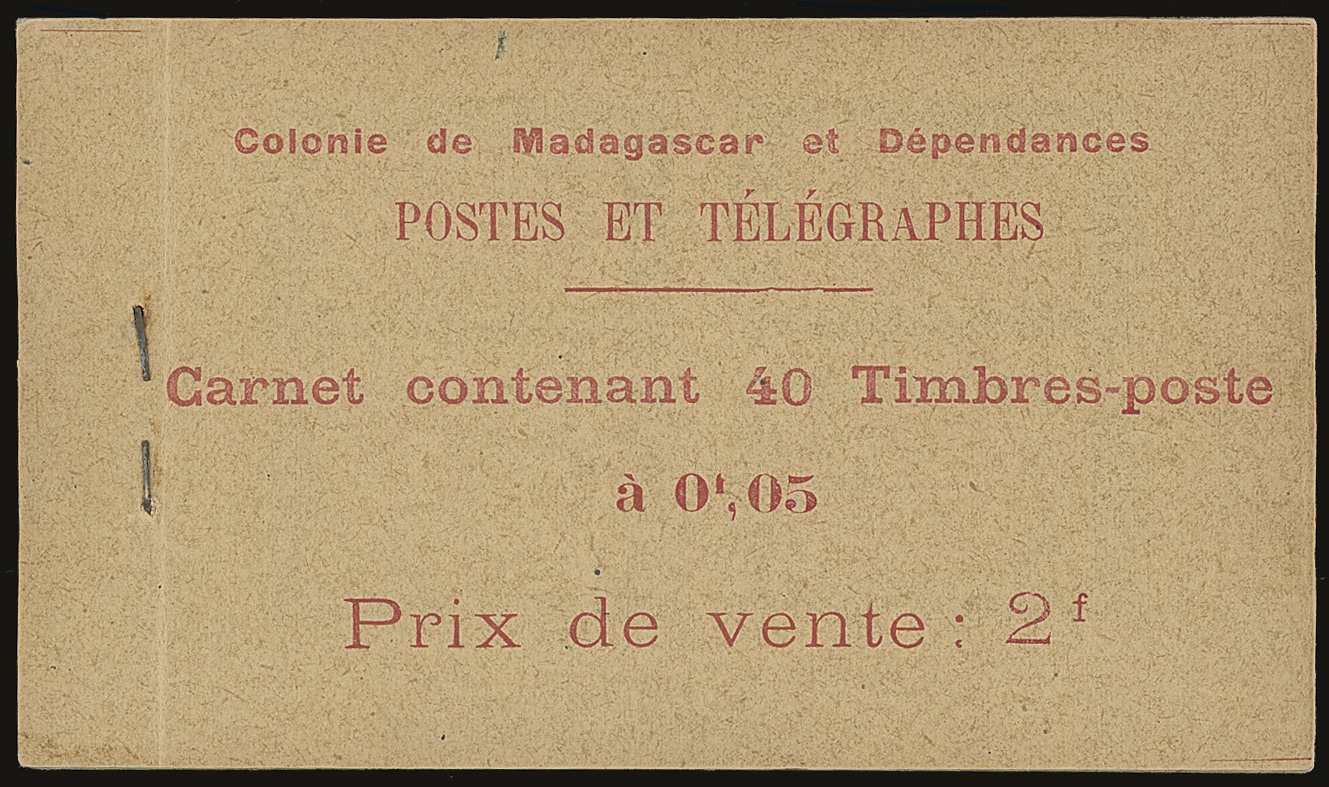 Colonie de Madagascar et Dépendances
POSTES ET TÉLÉGRAPHES
Carnet contenant 40 Timbres-poste
à 0f,05
Prix de vente : 2f